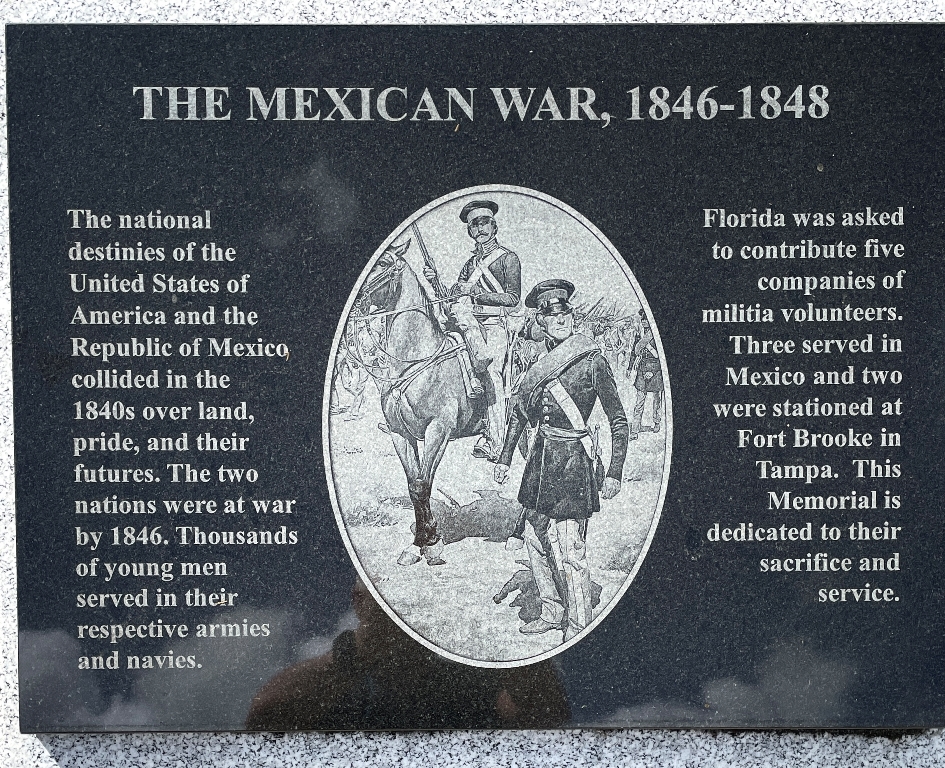 THE MEXICAN WAR, 1846-1848
The national
destinies of the
United States of
America and the
Republic of Mexico
collided in the
1840s over land,
pride, and their
futures. The two
nations were at war
by 1846. Thousands
of young men
served in their
respective armies
and navies.
Florida was asked
to contribute five
companies of
militia volunteers.
Three served in
Mexico and two
were stationed at
Fort Brooke in
Tampa. This
Memorial is
dedicated to their
sacrifice and
service.